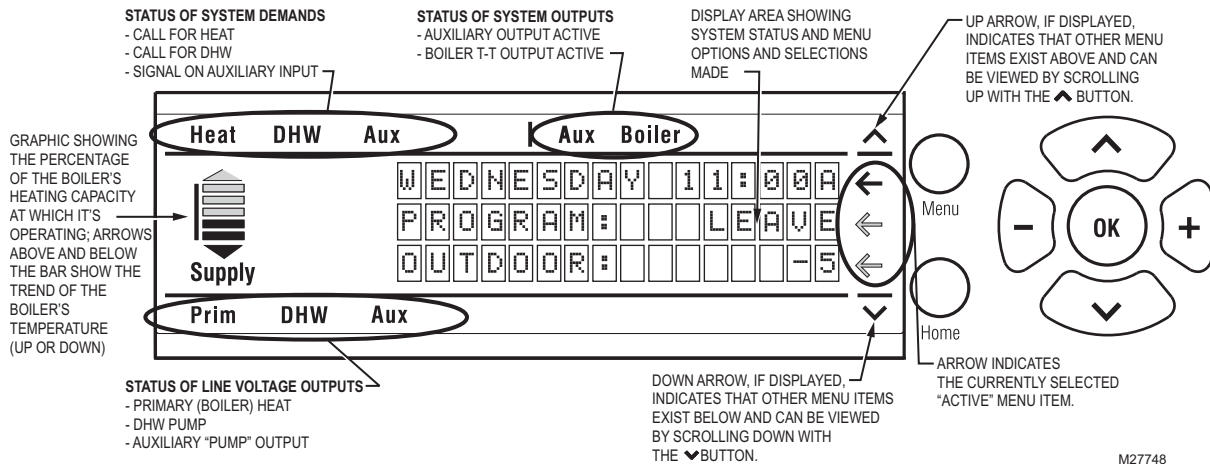 STATUS OF SYSTEM DEMANDS
- CALL FOR HEAT
- CALL FOR DHW
- SIGNAL ON AUXILIARY INPUT
STATUS OF SYSTEM OUTPUTS
- AUXILIARY OUTPUT ACTIVE
- BOILER T-T OUTPUT ACTIVE
DISPLAY AREA SHOWING
SYSTEM STATUS AND MENU
OPTIONS AND SELECTIONS
MADE
UP ARROW, IF DISPLAYED,
INDICATES THAT OTHER MENU
ITEMS EXIST ABOVE AND CAN
BE VIEWED BY SCROLLING
UP WITH THE BUTTON.
GRAPHIC SHOWING
THE PERCENTAGE
OF THE BOILER'S
HEATING CAPACITY
AT WHICH IT'S
OPERATING; ARROWS
ABOVE AND BELOW
THE BAR SHOW THE
TREND OF THE
BOILER'S
TEMPERATURE
(UP OR DOWN)
Heat DHW Aux Aux Boiler
WEDNESDAY 11:00A
PROGRAM: LEAVE
OUTDOOR: -5
Supply
Prim DHW Aux
Menu
Home
- OK +
STATUS OF LINE VOLTAGE OUTPUTS
- PRIMARY (BOILER) HEAT
- DHW PUMP
- AUXILIARY "PUMP" OUTPUT
DOWN ARROW, IF DISPLAYED,
INDICATES THAT OTHER MENU ITEMS
EXIST BELOW AND CAN BE VIEWED
BY SCROLLING DOWN WITH
THE BUTTON.
ARROW INDICATES
THE CURRENTLY SELECTED
"ACTIVE" MENU ITEM.
M27748